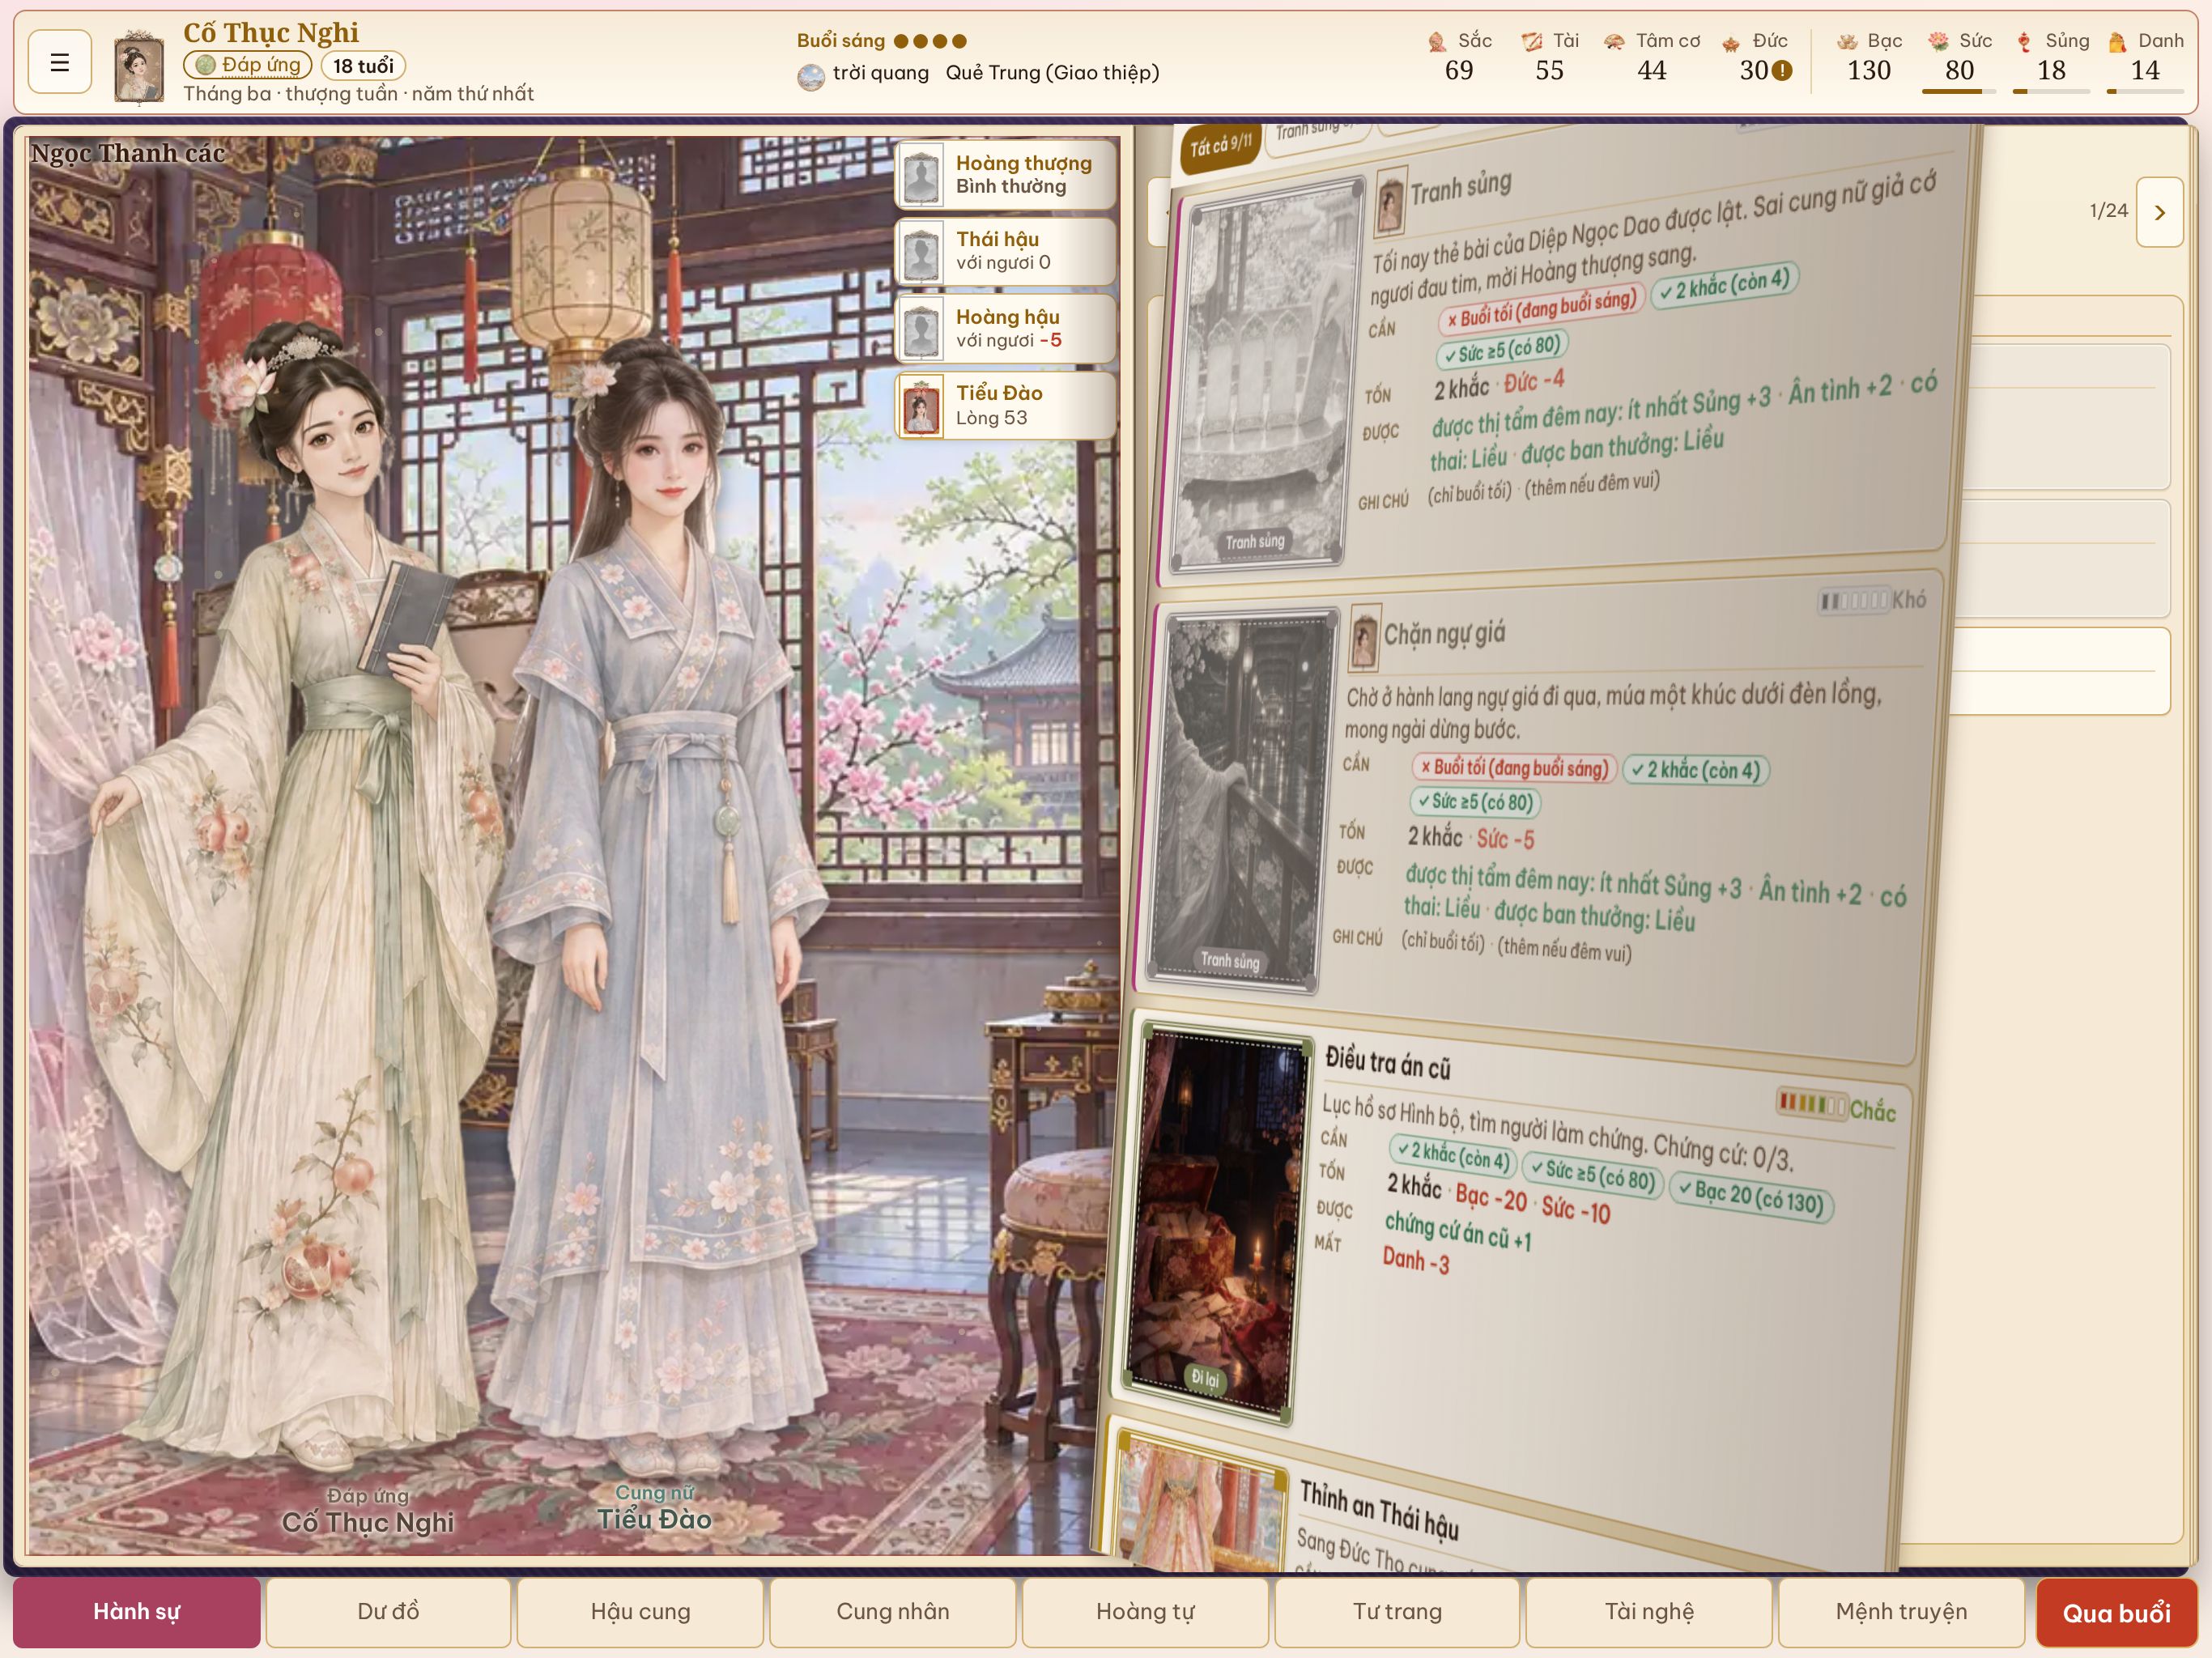 ☰
Cố Thục Nghi
Đáp ứng
18 tuổi
Tháng ba · thượng tuần · năm thứ nhất
Buổi sáng
trời quang Quẻ Trung (Giao thiệp)
Sắc Tài Tâm cơ Đức Bạc Sức Sủng Danh
69 55 44 30 ! 130 80 18 14
Ngọc Thanh các
Hoàng thượng
Bình thường
Thái hậu
với ngươi 0
Hoàng hậu
với ngươi -5
Tiểu Đào
Lòng 53
Đáp ứng
Cố Thục Nghi
Cung nữ
Tiểu Đào
Tất cả 9/11
Tranh sủng
1/24 ›
Tranh sủng
Tối nay thẻ bài của Diệp Ngọc Dao được lật. Sai cung nữ giả cớ
ngươi đau tim, mời Hoàng thượng sang.
CẦN × Buổi tối (đang buổi sáng) ✓ 2 khắc (còn 4)
✓ Sức ≥5 (có 80)
TỐN 2 khắc · Đức -4
ĐƯỢC được thị tẩm đêm nay: ít nhất Sủng +3 · Ân tình +2 · có
thai: Liều · được ban thưởng: Liều
GHI CHÚ (chỉ buổi tối) · (thêm nếu đêm vui)
Tranh sủng
Chặn ngự giá
Khó
Chờ ở hành lang ngự giá đi qua, múa một khúc dưới đèn lồng,
mong ngài dừng bước.
CẦN × Buổi tối (đang buổi sáng) ✓ 2 khắc (còn 4)
✓ Sức ≥5 (có 80)
TỐN 2 khắc · Sức -5
ĐƯỢC được thị tẩm đêm nay: ít nhất Sủng +3 · Ân tình +2 · có
thai: Liều · được ban thưởng: Liều
GHI CHÚ (chỉ buổi tối) · (thêm nếu đêm vui)
Tranh sủng
Điều tra án cũ
Chắc
Lục hồ sơ Hình bộ, tìm người làm chứng. Chứng cứ: 0/3.
CẦN ✓ 2 khắc (còn 4) ✓ Sức ≥5 (có 80) ✓ Bạc 20 (có 130)
TỐN 2 khắc · Bạc -20 · Sức -10
ĐƯỢC chứng cứ án cũ +1
MẤT Danh -3
Đi lại
Thỉnh an Thái hậu
Sang Đức Thọ
Hành sự
Dư đồ
Hậu cung
Cung nhân
Hoàng tự
Tư trang
Tài nghệ
Mệnh truyện
Qua buổi